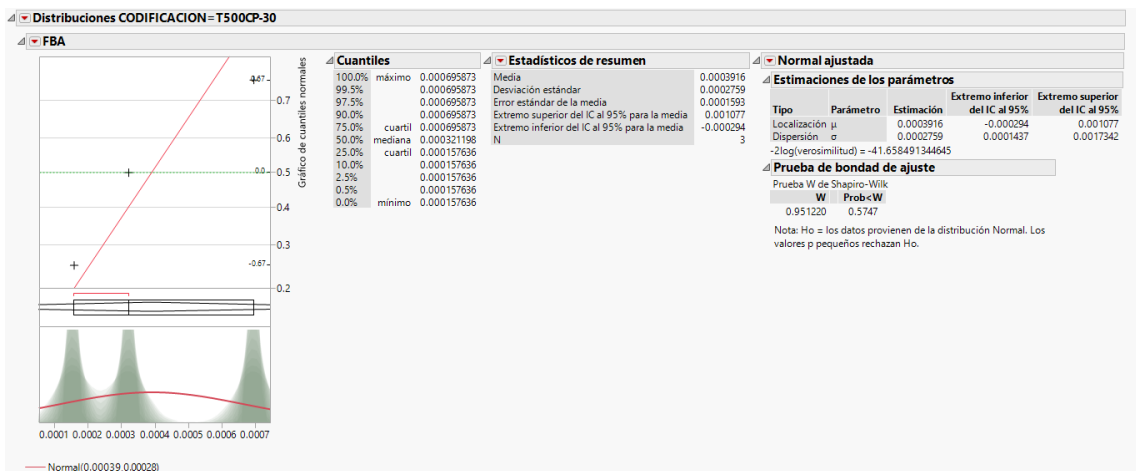 Distribuciones CODIFICACION=T500CP-30
FBA
0.67
0.7
0.6
0.0
0.5
0.4
0.3
-0.67
0.2
Gráfico de cuantiles normales
0.0001 0.0002 0.0003 0.0004 0.0005 0.0006 0.0007
Normal(0.00039,0.00028)
Cuantiles
100.0% máximo 0.000695873
99.5% 0.000695873
97.5% 0.000695873
90.0% 0.000695873
75.0% cuartil 0.000695873
50.0% mediana 0.000321198
25.0% cuartil 0.000157636
10.0% 0.000157636
2.5% 0.000157636
0.5% 0.000157636
0.0% mínimo 0.000157636
Estadísticos de resumen
Media 0.0003916
Desviación estándar 0.0002759
Error estándar de la media 0.0001593
Extremo superior del IC al 95% para la media 0.001077
Extremo inferior del IC al 95% para la media -0.000294
N 3
Normal ajustada
Estimaciones de los parámetros
Tipo Parámetro Estimación Extremo inferior del IC al 95% Extremo superior del IC al 95%
Localización μ 0.0003916 -0.000294 0.001077
Dispersión σ 0.0002759 0.0001437 0.0017342
-2log(verosimilitud) = -41.658491344645
Prueba de bondad de ajuste
Prueba W de Shapiro-Wilk
W Prob<W
0.951220 0.5747
Nota: Ho = los datos provienen de la distribución Normal. Los
valores p pequeños rechazan Ho.